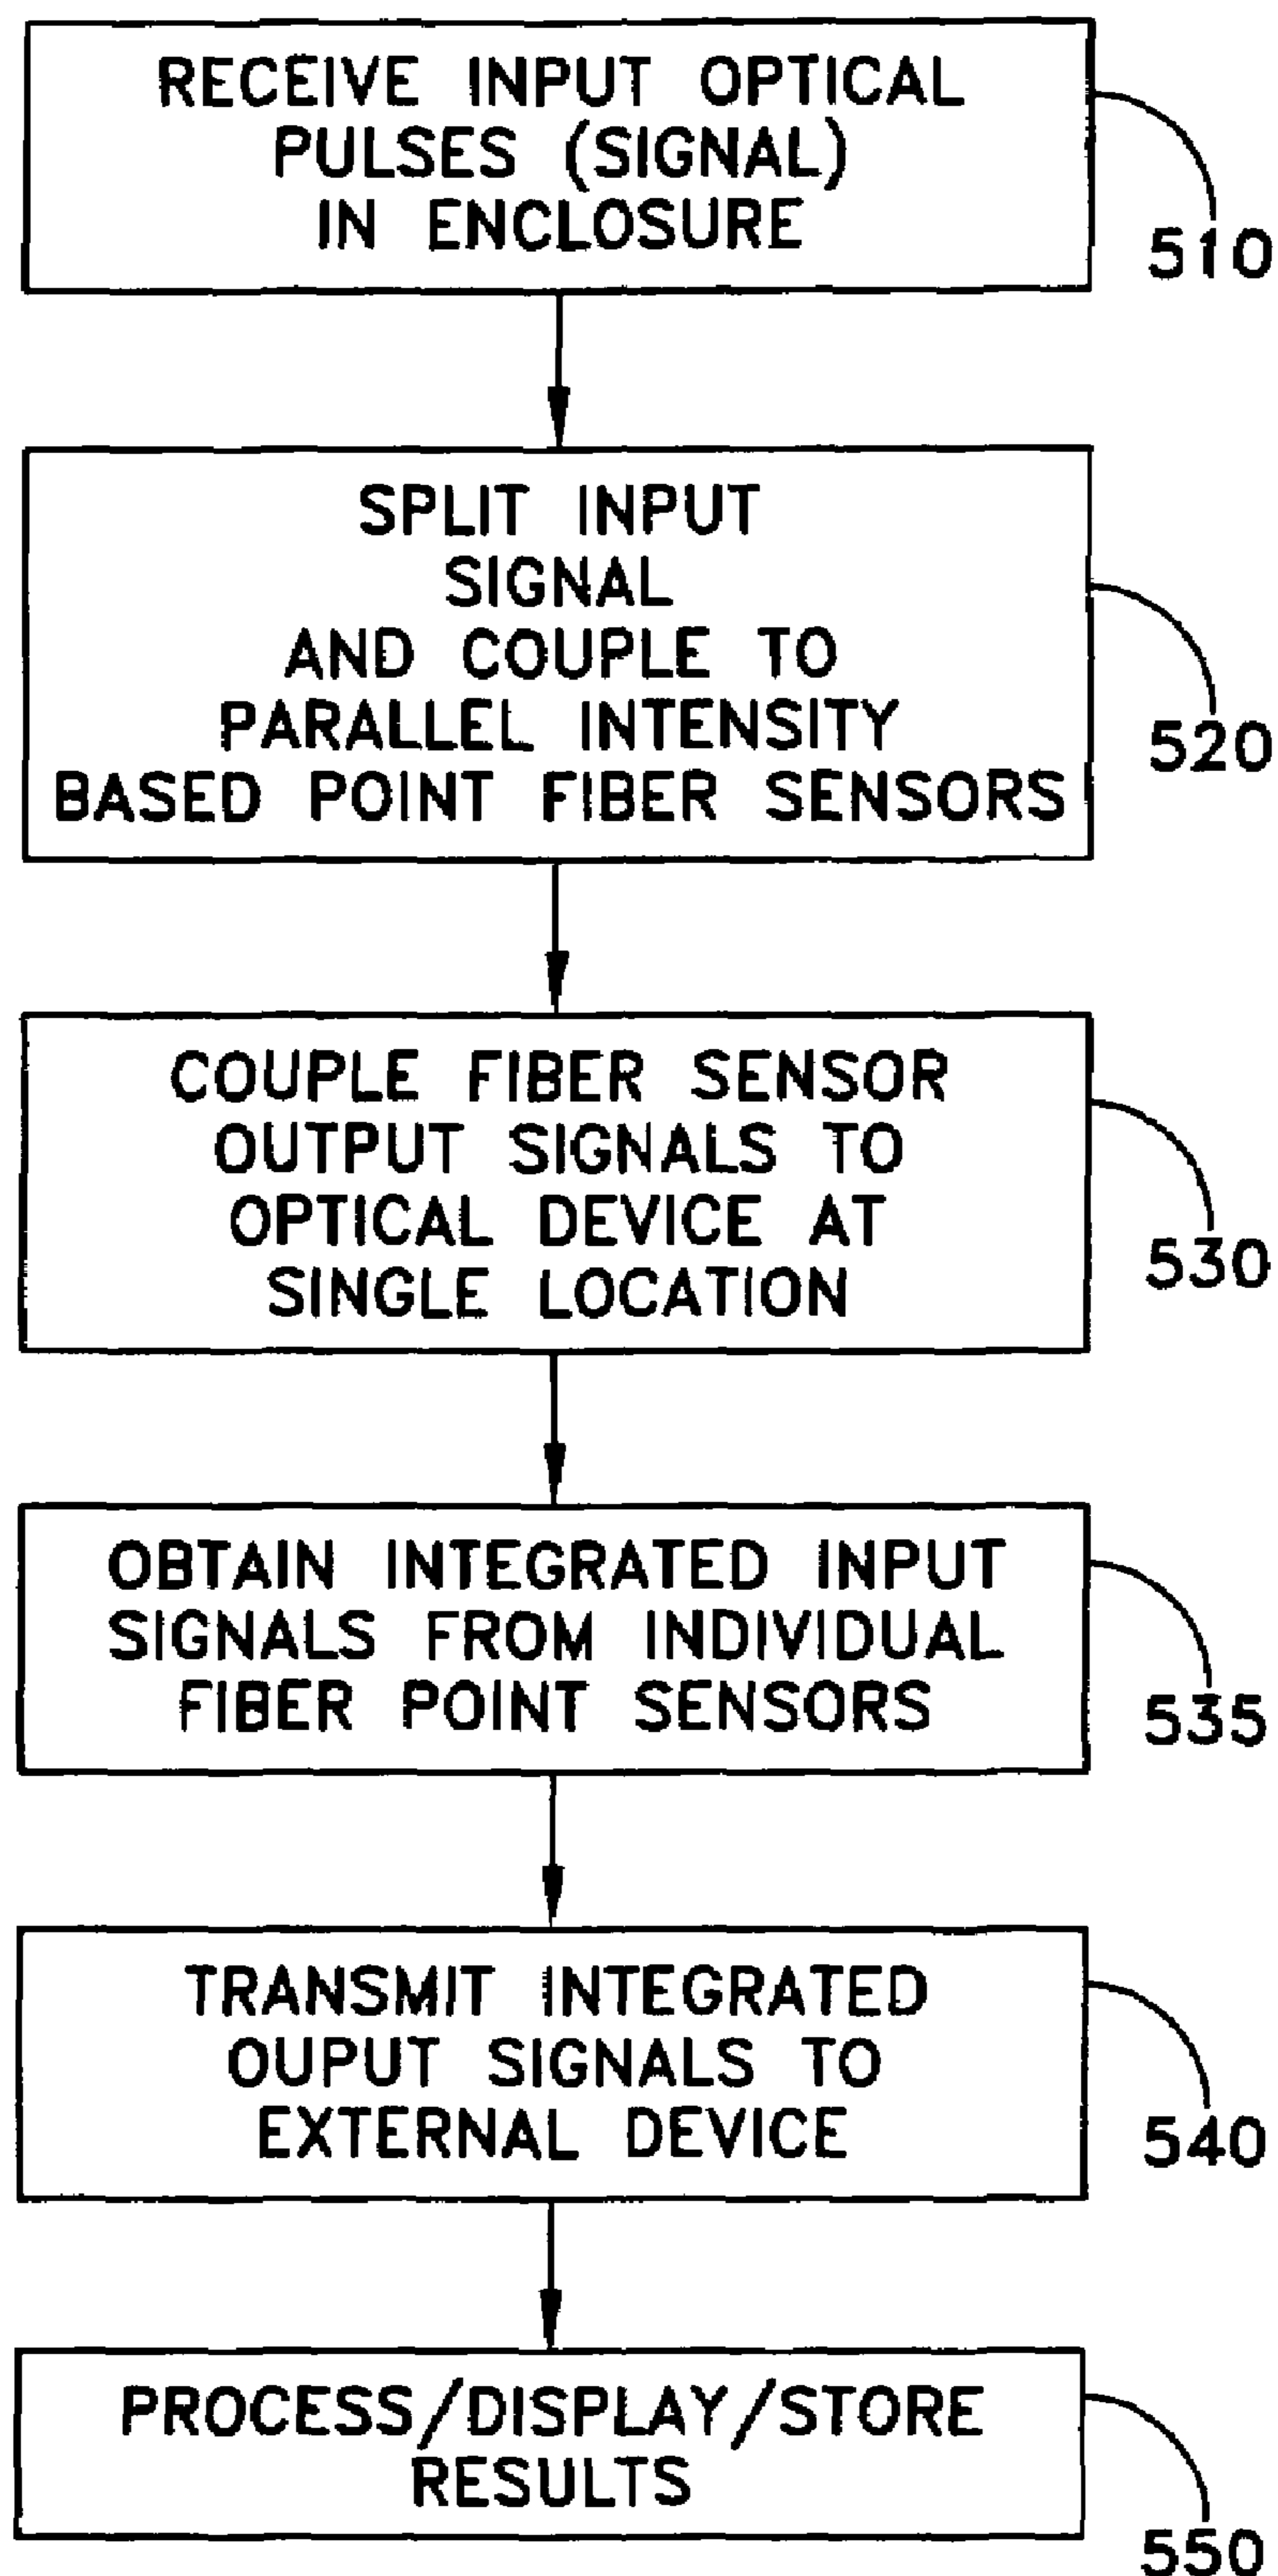 RECEIVE INPUT OPTICAL
PULSES (SIGNAL)
IN ENCLOSURE
510
SPLIT INPUT
SIGNAL
AND COUPLE TO
PARALLEL INTENSITY
BASED POINT FIBER SENSORS
520
COUPLE FIBER SENSOR
OUTPUT SIGNALS TO
OPTICAL DEVICE AT
SINGLE LOCATION
530
OBTAIN INTEGRATED INPUT
SIGNALS FROM INDIVIDUAL
FIBER POINT SENSORS
535
TRANSMIT INTEGRATED
OUPUT SIGNALS TO
EXTERNAL DEVICE
540
PROCESS/DISPLAY/STORE
RESULTS
550